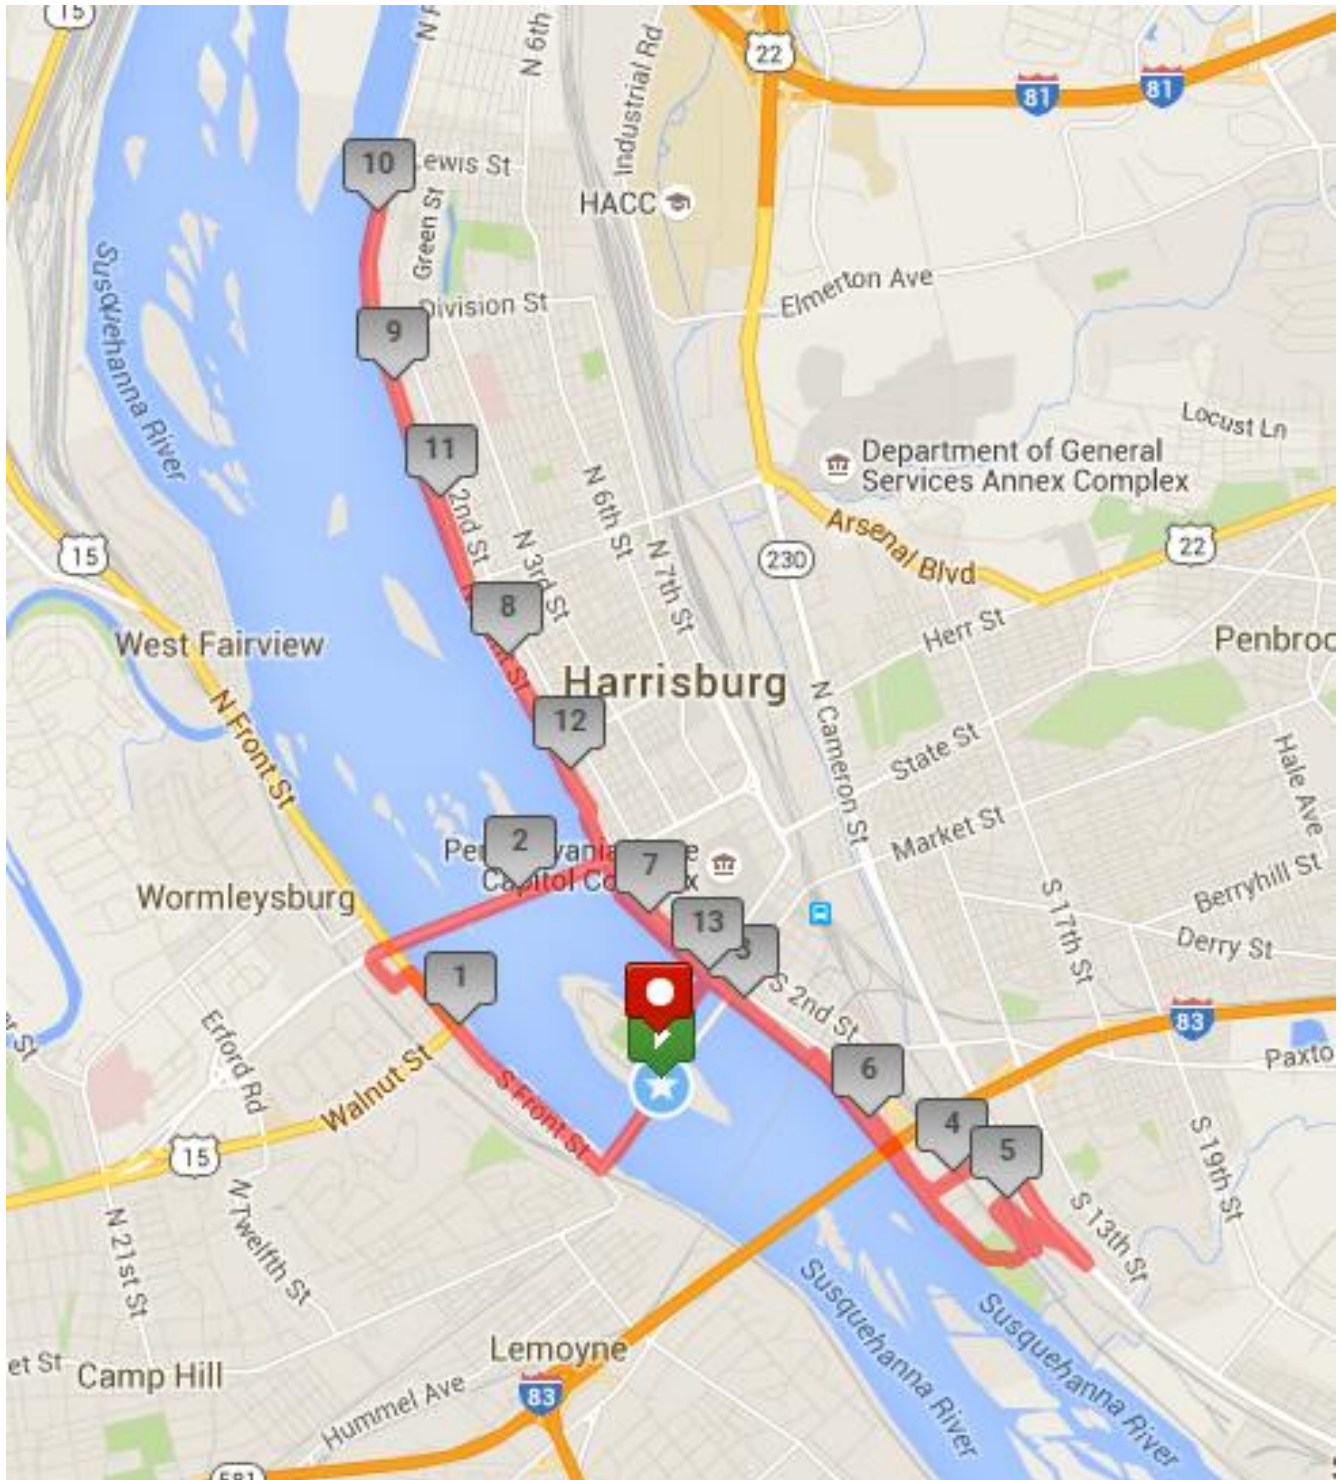 15
N 6th
22
81
81
Industrial Rd
10
ewis St
HACC
Green St
Susquehanna River
Division St
Elmerton Ave
9
Locust Ln
11
Department of General
Services Annex Complex
2nd St
N 6th St
N 3rd St
N 7th St
15
230
Arsenal Blvd
22
8
Herr St
West Fairview
Penbroo
Harrisburg
N Front St
12
N Cameron St
State St
Hale Ave
Market St
2
7
Wormleysburg
Berryhill St
S 17th St
13
3
Derry St
1
S 2nd St
83
Erford Rd
Paxto
Walnut St
S Front St
6
4
5
15
S 19th St
N Twelfth St
N 21st St
S 13th St
Susquehanna River
Susquehanna River
Lemoyne
et St
Camp Hill
83
Hummel Ave
581